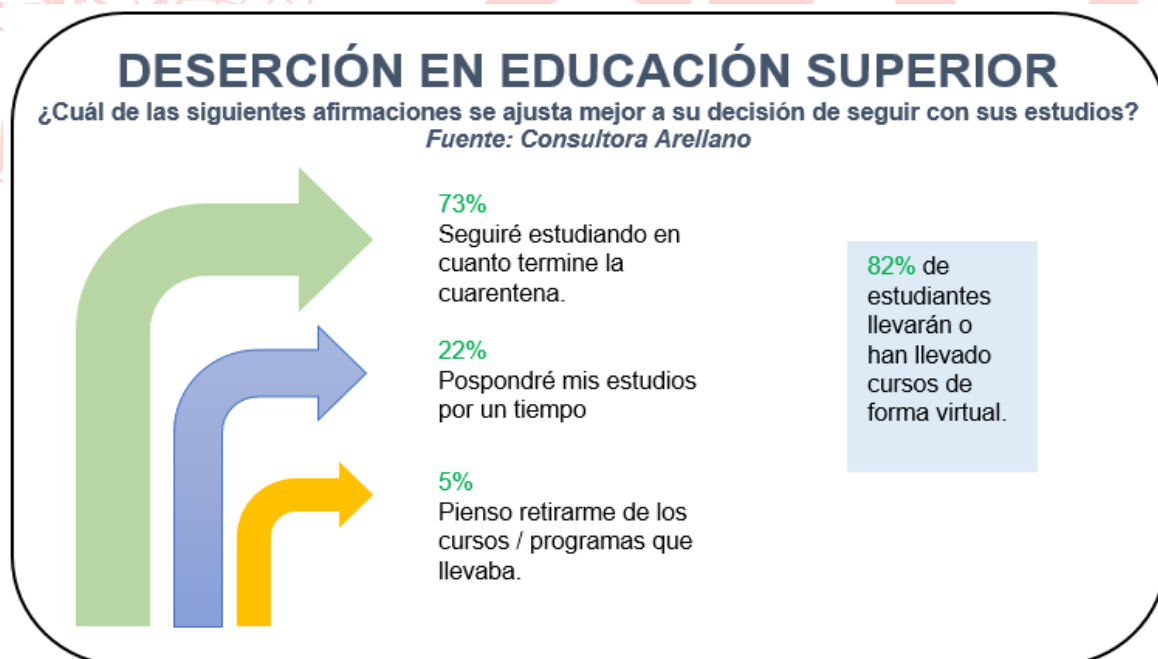 DESERCIÓN EN EDUCACIÓN SUPERIOR
¿Cuál de las siguientes afirmaciones se ajusta mejor a su decisión de seguir con sus estudios?
Fuente: Consultora Arellano
73%
Seguiré estudiando en
cuanto termine la
cuarentena.
22%
Pospondré mis estudios
por un tiempo
5%
Pienso retirarme de los
cursos / programas que
llevaba.
82% de
estudiantes
llevarán o
han llevado
cursos de
forma virtual.